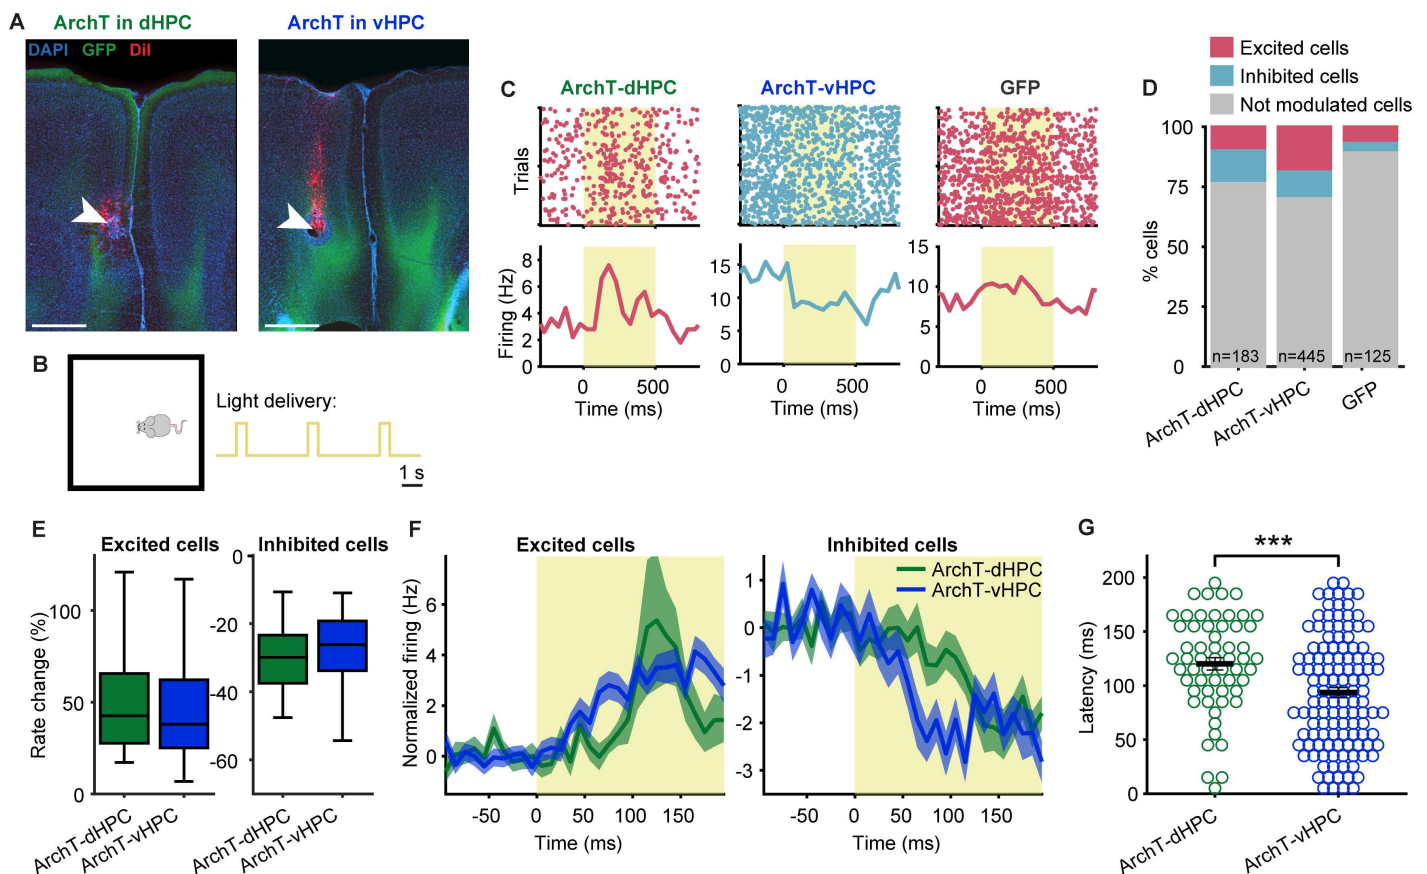 A
ArchT in dHPC
ArchT in vHPC
DAPI GFP DiI
B
Light delivery:
1 s
C
ArchT-dHPC
ArchT-vHPC
GFP
Trials
Firing (Hz)
8
6
4
2
0
15
10
5
0
15
10
5
0
0
500
0
500
0
500
Time (ms)
Time (ms)
Time (ms)
D
Excited cells
Inhibited cells
Not modulated cells
% cells
100
75
50
25
0
n=183
n=445
n=125
ArchT-dHPC
ArchT-vHPC
GFP
E
Excited cells
Inhibited cells
Rate change (%)
100
50
0
0
-20
-40
-60
ArchT-dHPC
ArchT-vHPC
ArchT-dHPC
ArchT-vHPC
F
Excited cells
Inhibited cells
ArchT-dHPC
ArchT-vHPC
Normalized firing (Hz)
6
4
2
0
1
0
-1
-2
-3
-50
0
50
100
150
-50
0
50
100
150
Time (ms)
Time (ms)
G
***
Latency (ms)
200
150
100
50
0
ArchT-dHPC
ArchT-vHPC